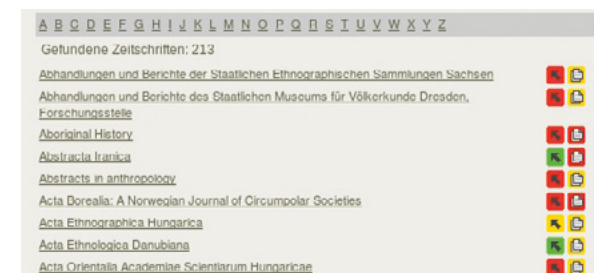 A B C D E F G H I J K L M N O P Q R S T U V W X Y Z
Gefundene Zeitschriften: 213
Abhandlungen und Berichte der Staatlichen Ethnographischen Sammlungen Sachsen
Abhandlungen und Berichte des Staatlichen Museums für Völkerkunde Dresden,
Forschungsstelle
Aboriginal History
Abstracta Iranica
Abstracts in anthropology
Acta Borealia: A Norwegian Journal of Circumpolar Societies
Acta Ethnographica Hungarica
Acta Ethnologica Danubiana
Acta Orientalia Academiae Scientiarum Hungaricae